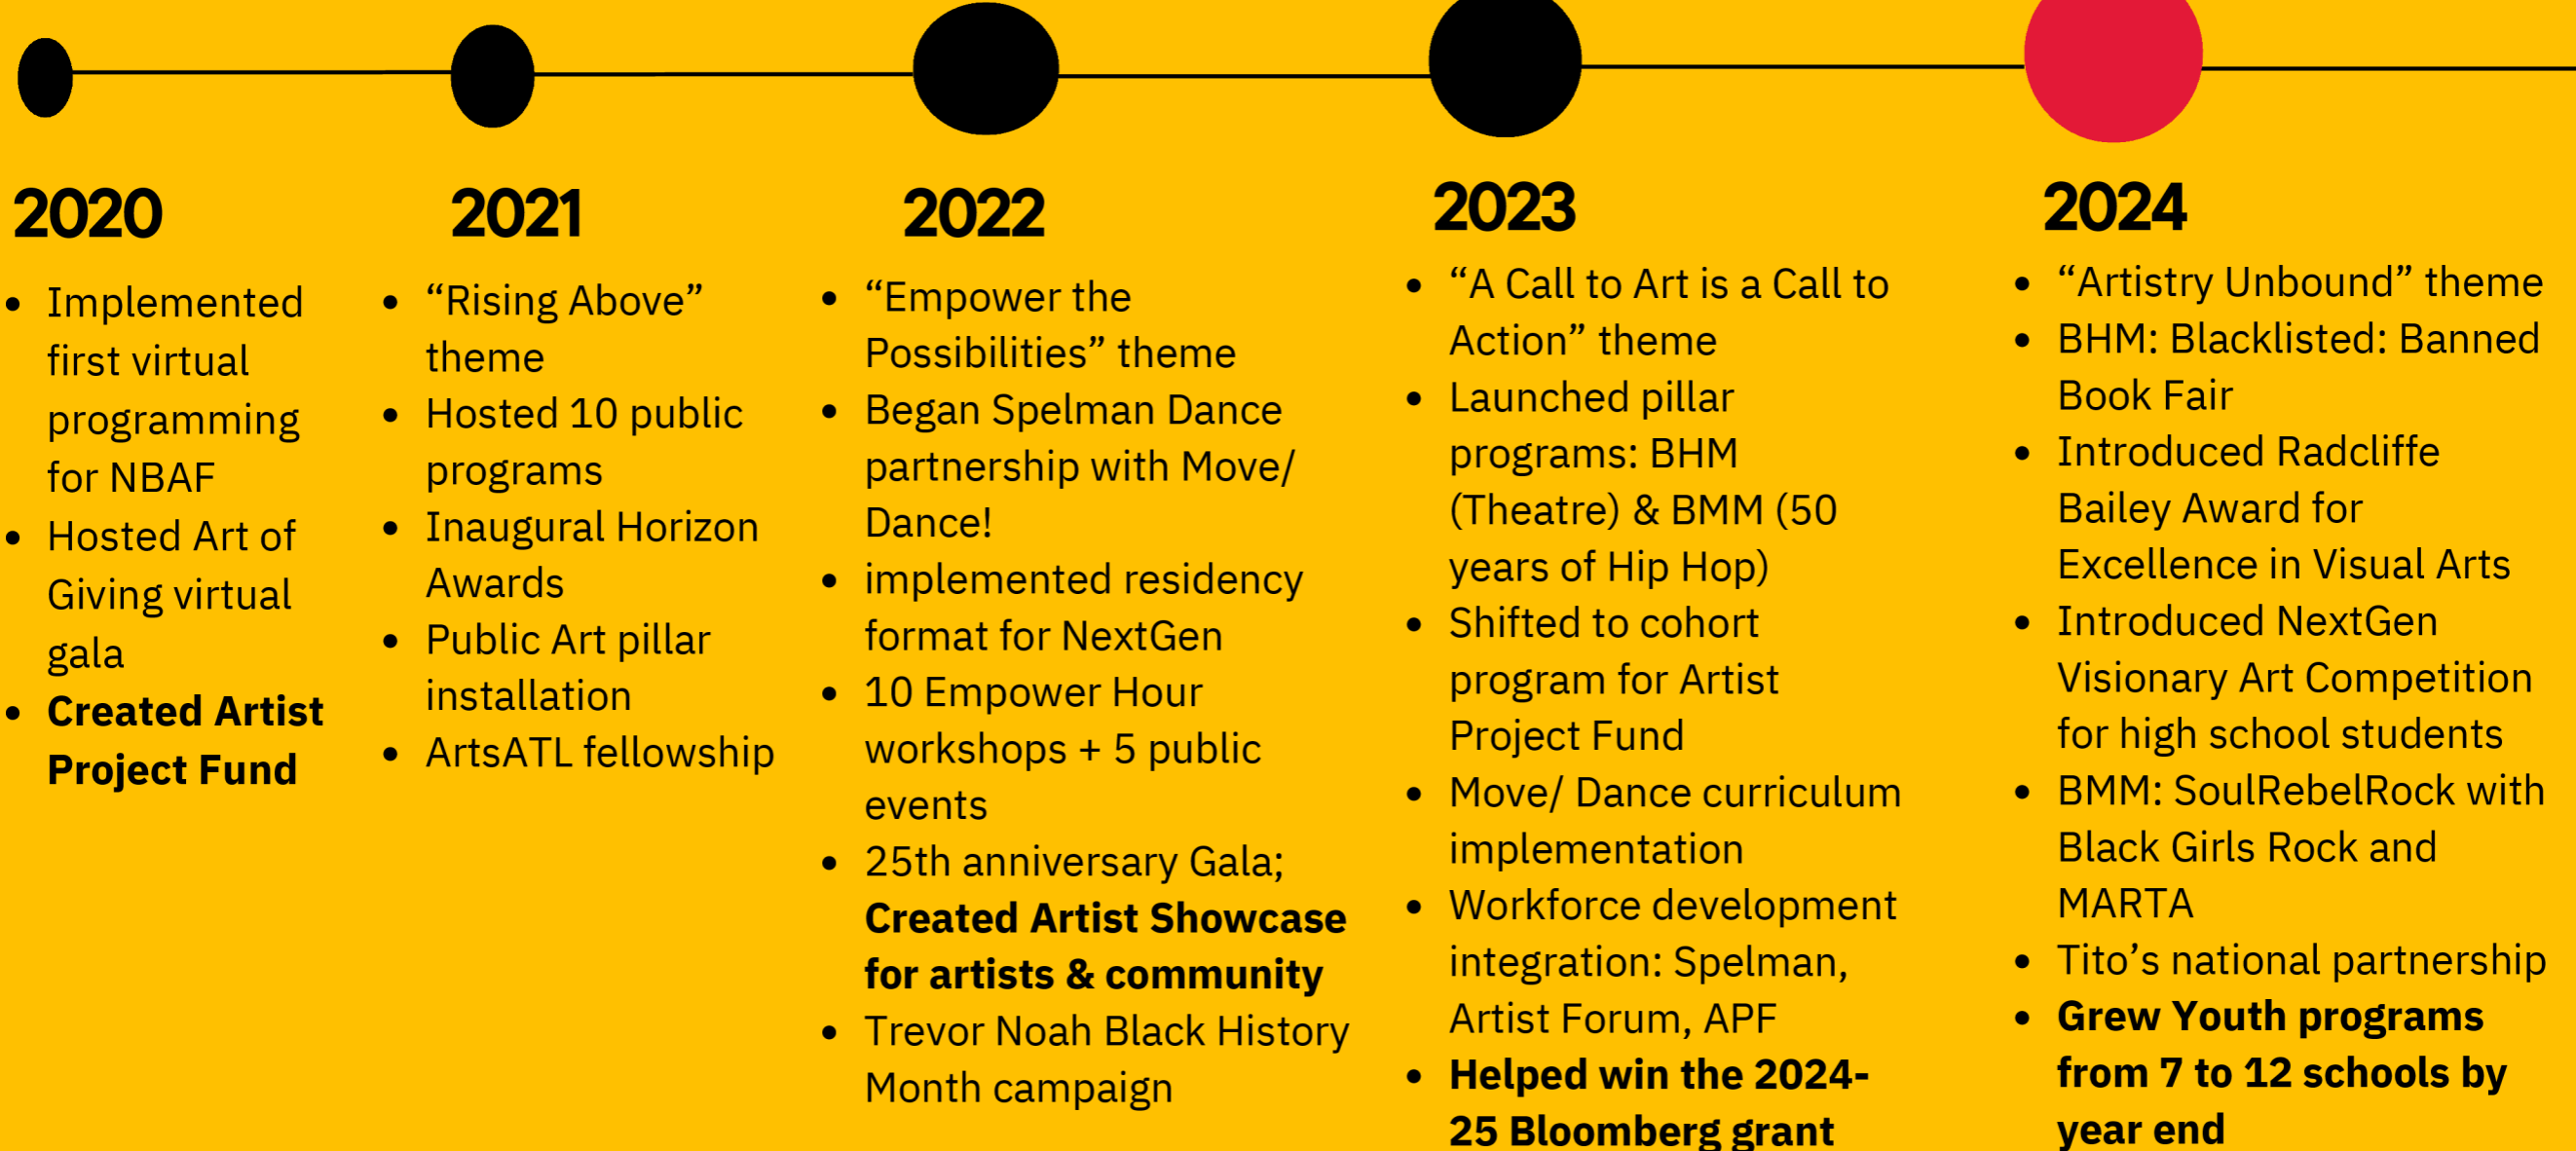 2020
• Implemented
first virtual
programming
for NBAF
• Hosted Art of
Giving virtual
gala
• Created Artist
Project Fund
2021
• “Rising Above”
theme
• Hosted 10 public
programs
• Inaugural Horizon
Awards
• Public Art pillar
installation
• ArtsATL fellowship
2022
• “Empower the
Possibilities” theme
• Began Spelman Dance
partnership with Move/
Dance!
• implemented residency
format for NextGen
• 10 Empower Hour
workshops + 5 public
events
• 25th anniversary Gala;
Created Artist Showcase
for artists & community
• Trevor Noah Black History
Month campaign
2023
• “A Call to Art is a Call to
Action” theme
• Launched pillar
programs: BHM
(Theatre) & BMM (50
years of Hip Hop)
• Shifted to cohort
program for Artist
Project Fund
• Move/ Dance curriculum
implementation
• Workforce development
integration: Spelman,
Artist Forum, APF
• Helped win the 2024-
25 Bloomberg grant
2024
• “Artistry Unbound” theme
• BHM: Blacklisted: Banned
Book Fair
• Introduced Radcliffe
Bailey Award for
Excellence in Visual Arts
• Introduced NextGen
Visionary Art Competition
for high school students
• BMM: SoulRebelRock with
Black Girls Rock and
MARTA
• Tito’s national partnership
• Grew Youth programs
from 7 to 12 schools by
year end